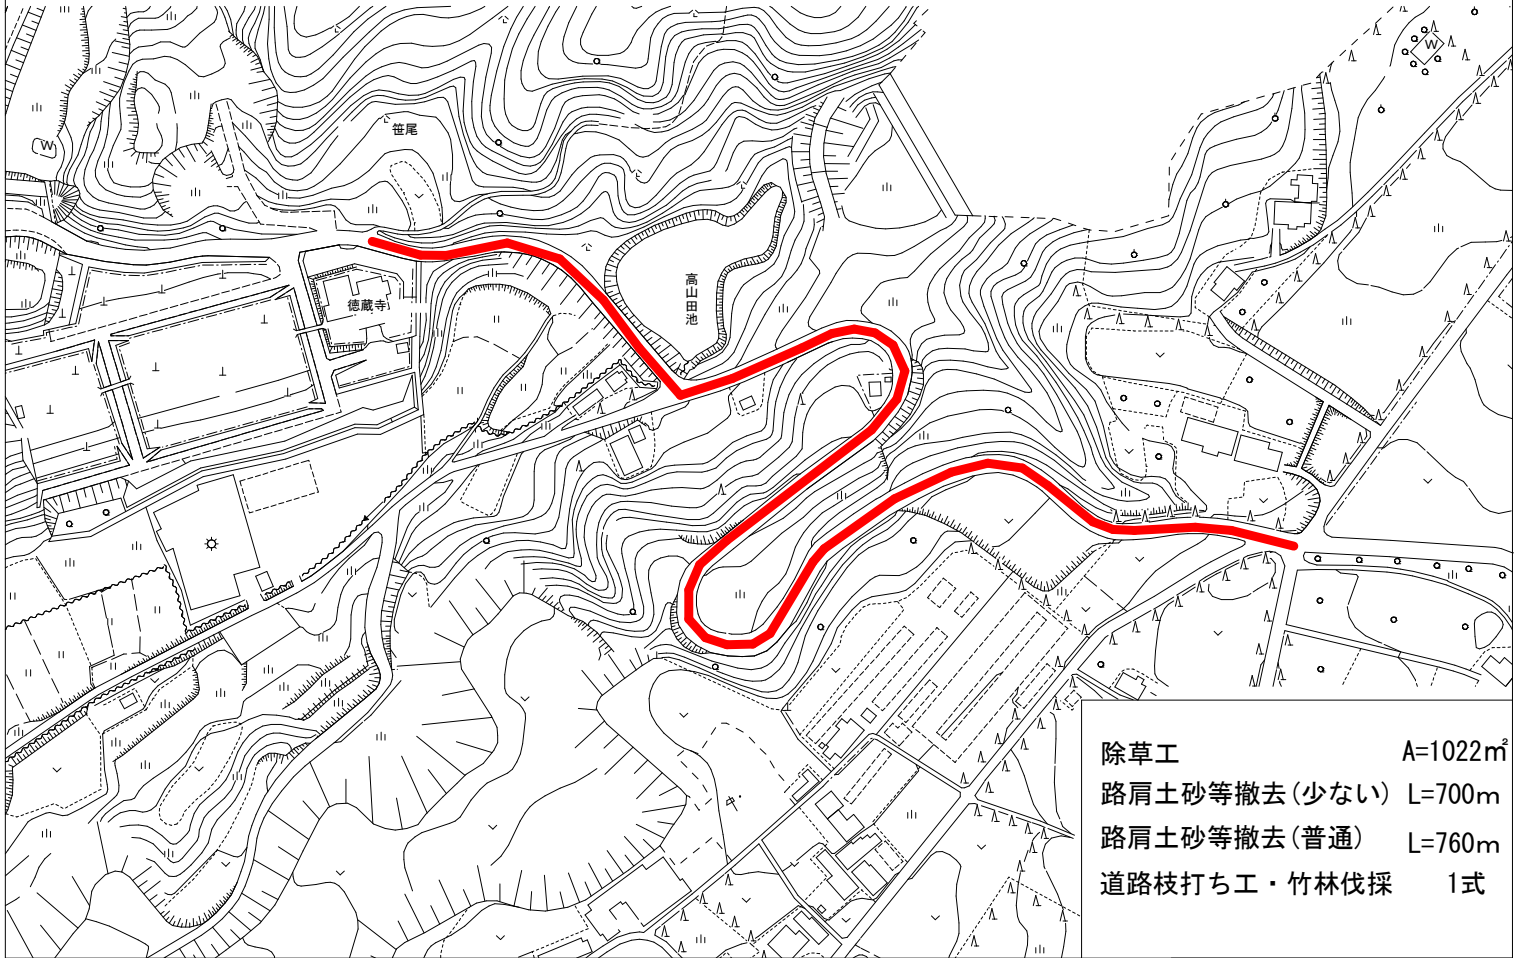 笹尾
W
W
徳蔵寺
高山田池
除草工 A=1022㎡
路肩土砂等撤去(少ない) L=700m
路肩土砂等撤去(普通) L=760m
道路枝打ち工・竹林伐採 1式